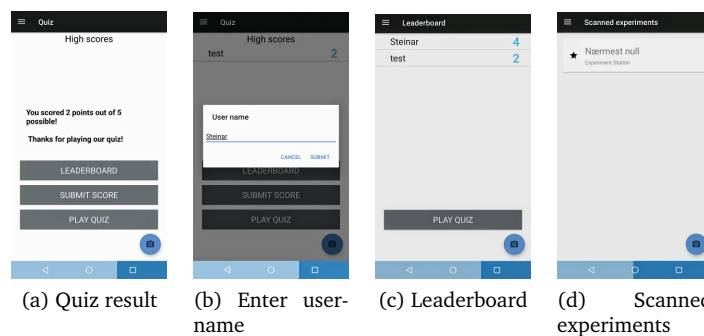 Quiz
High scores
You scored 2 points out of 5
possible!
Thanks for playing our quiz!
LEADERBOARD
SUBMIT SCORE
PLAY QUIZ
(a) Quiz result
Quiz
High scores
test 2
User name
Steinar
CANCEL SUBMIT
LEADERBOARD
SUBMIT SCORE
PLAY QUIZ
(b) Enter user-
name
Leaderboard
Steinar 4
test 2
PLAY QUIZ
(c) Leaderboard
Scanned experiments
Nærmest null
Experiment Station
(d) Scanned
experiments